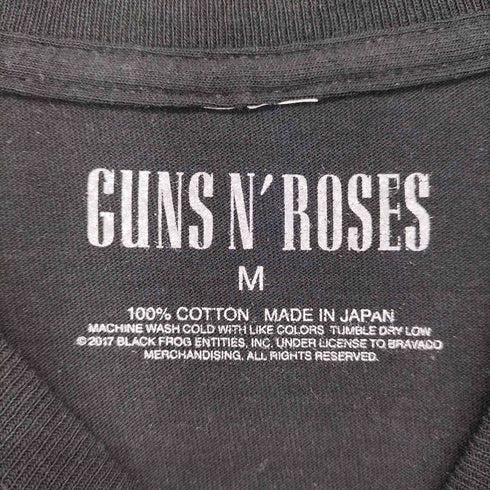 GUNS N' ROSES
M
100% COTTON MADE IN JAPAN
MACHINE WASH COLD WITH LIKE COLORS TUMBLE DRY LOW
©2017 BLACK FROG ENTITIES, INC. UNDER LICENSE TO BRAVADO
MERCHANDISING. ALL RIGHTS RESERVED.